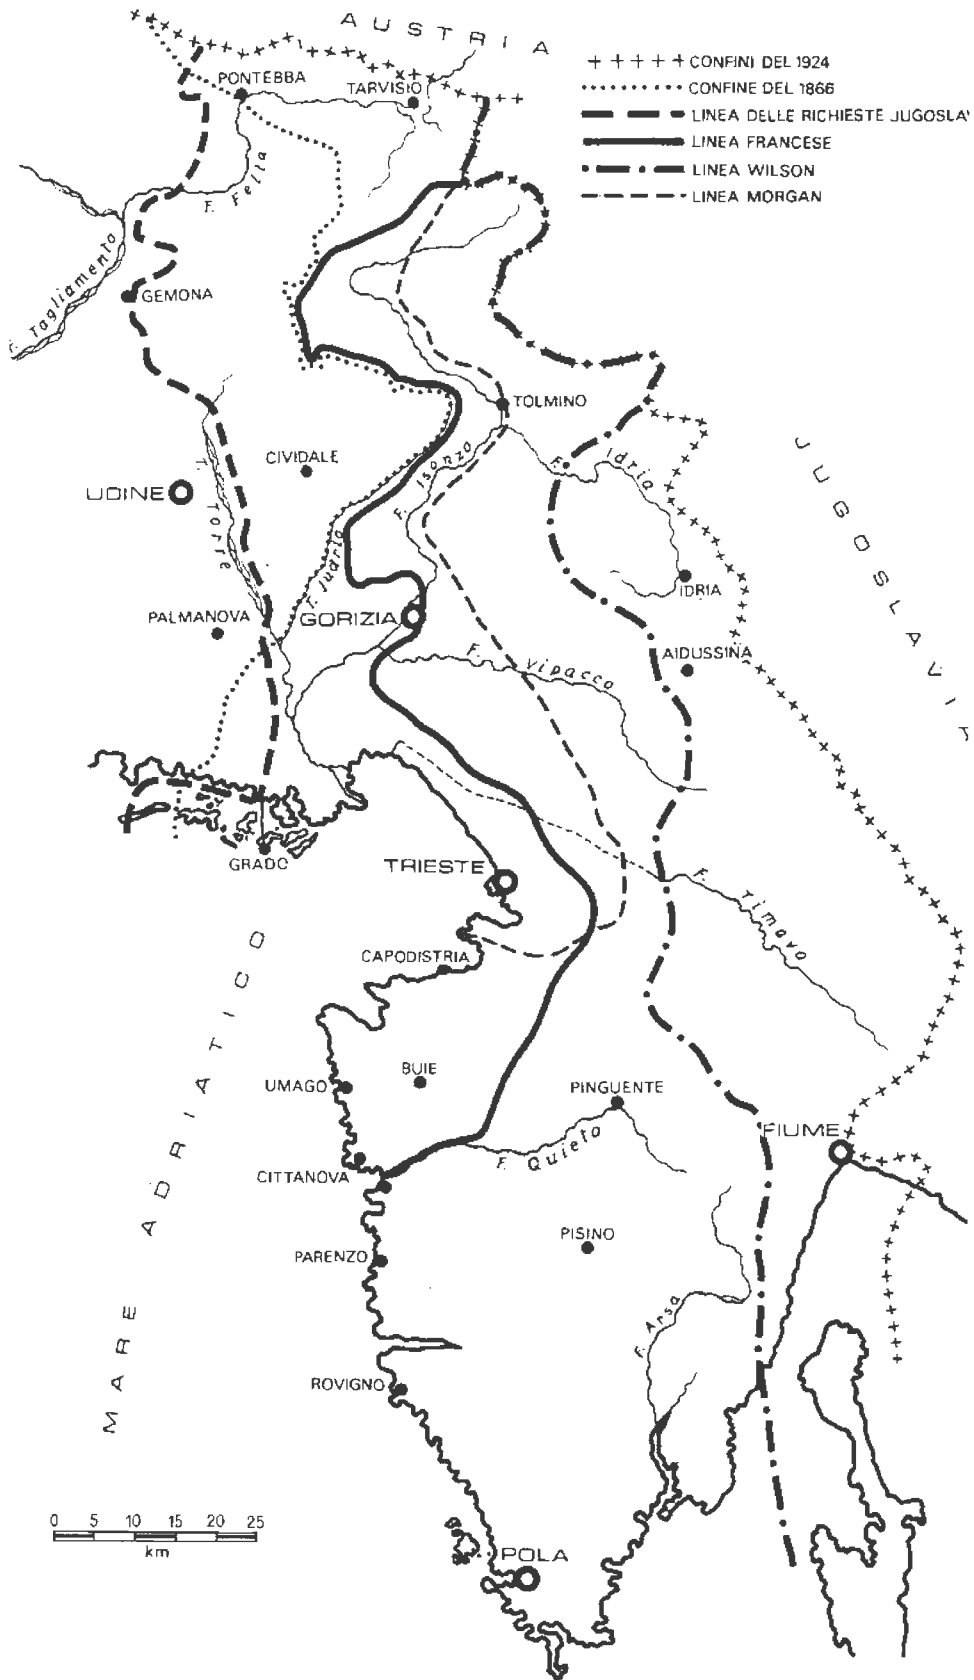 AUSTRIA
CONFINI DEL 1924
CONFINE DEL 1866
LINEA DELLE RICHIESTE JUGOSLAV
LINEA FRANCESE
LINEA WILSON
LINEA MORGAN
PONTEBBA
TARVISIO
F. Fella
F. Tagliamento
GEMONA
TOLMINO
JUGOSLAVIA
CIVIDALE
F. Isonzo
F. Idria
UDINE
T. Torre
F. Judrio
IDRIA
PALMANOVA
GORIZIA
AIDUSSINA
F. Vipacco
GRADO
TRIESTE
F. Timavo
CAPODISTRIA
MARE ADRIATICO
BUIE
UMAGO
PINGUENTE
FIUME
F. Quieto
CITTANOVA
PISINO
PARENZO
F. Arsa
ROVIGNO
0 5 10 15 20 25
km
POLA